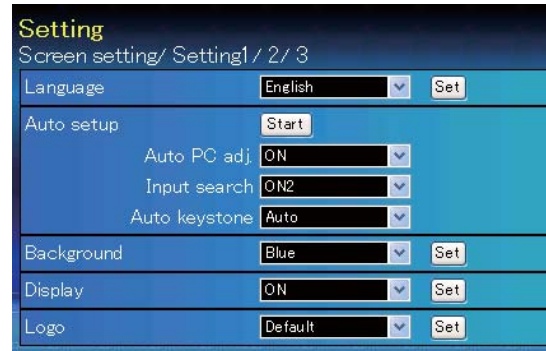 Setting
Screen setting/ Setting1/ 2/ 3
Language English Set
Auto setup Start
Auto PC adj. ON
Input search ON2
Auto keystone Auto
Background Blue Set
Display ON Set
Logo Default Set